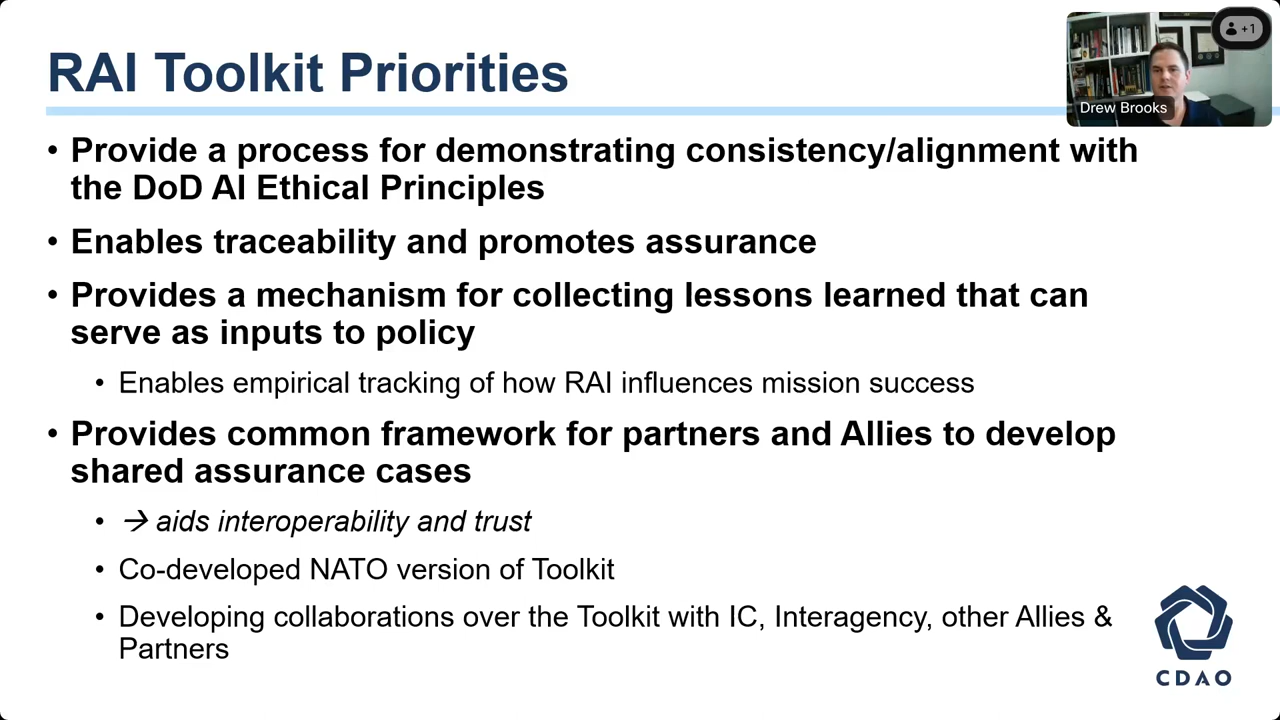 RAI Toolkit Priorities
+1
Drew Brooks
• Provide a process for demonstrating consistency/alignment with
the DoD AI Ethical Principles
• Enables traceability and promotes assurance
• Provides a mechanism for collecting lessons learned that can
serve as inputs to policy
• Enables empirical tracking of how RAI influences mission success
• Provides common framework for partners and Allies to develop
shared assurance cases
• → aids interoperability and trust
• Co-developed NATO version of Toolkit
• Developing collaborations over the Toolkit with IC, Interagency, other Allies &
Partners
CDAO